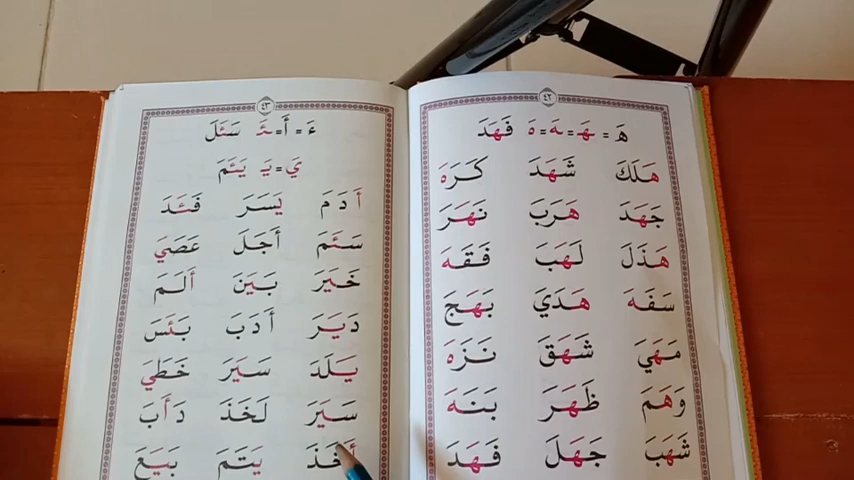 ٤٢
هَ = ـهَـ = ـهَ = هَ فَهَدَ
هَلَكَ شَهَدَ كَرَهَ
جَهَدَ هَرَبَ نَهَرَ
هَذَلَ لَهَبَ فَقَهَ
سَفَهَ هَدَيَ بَهَجَ
مَهَيَ شَهَقَ نَزَهَ
وَهَمَ ظَهَرَ بَنَهَ
شَهَبَ جَهَلَ فَهَدَ
٤٣
ءَ = أَ = ئَـ سَئَلَ
يَ = يَـ يَئَمَ
أَدَمَ يَسَرَ فَئَدَ
سَئَمَ أَجَلَ عَصَيَ
خَيَرَ بَيَنَ أَلَمَ
دَيَرَ أَدَبَ بَئَسَ
يَلَدَ سَيَرَ خَطَيَ
سَيَرَ لَخَذَ دَأَبَ
يَتَمَ بَيَعَ